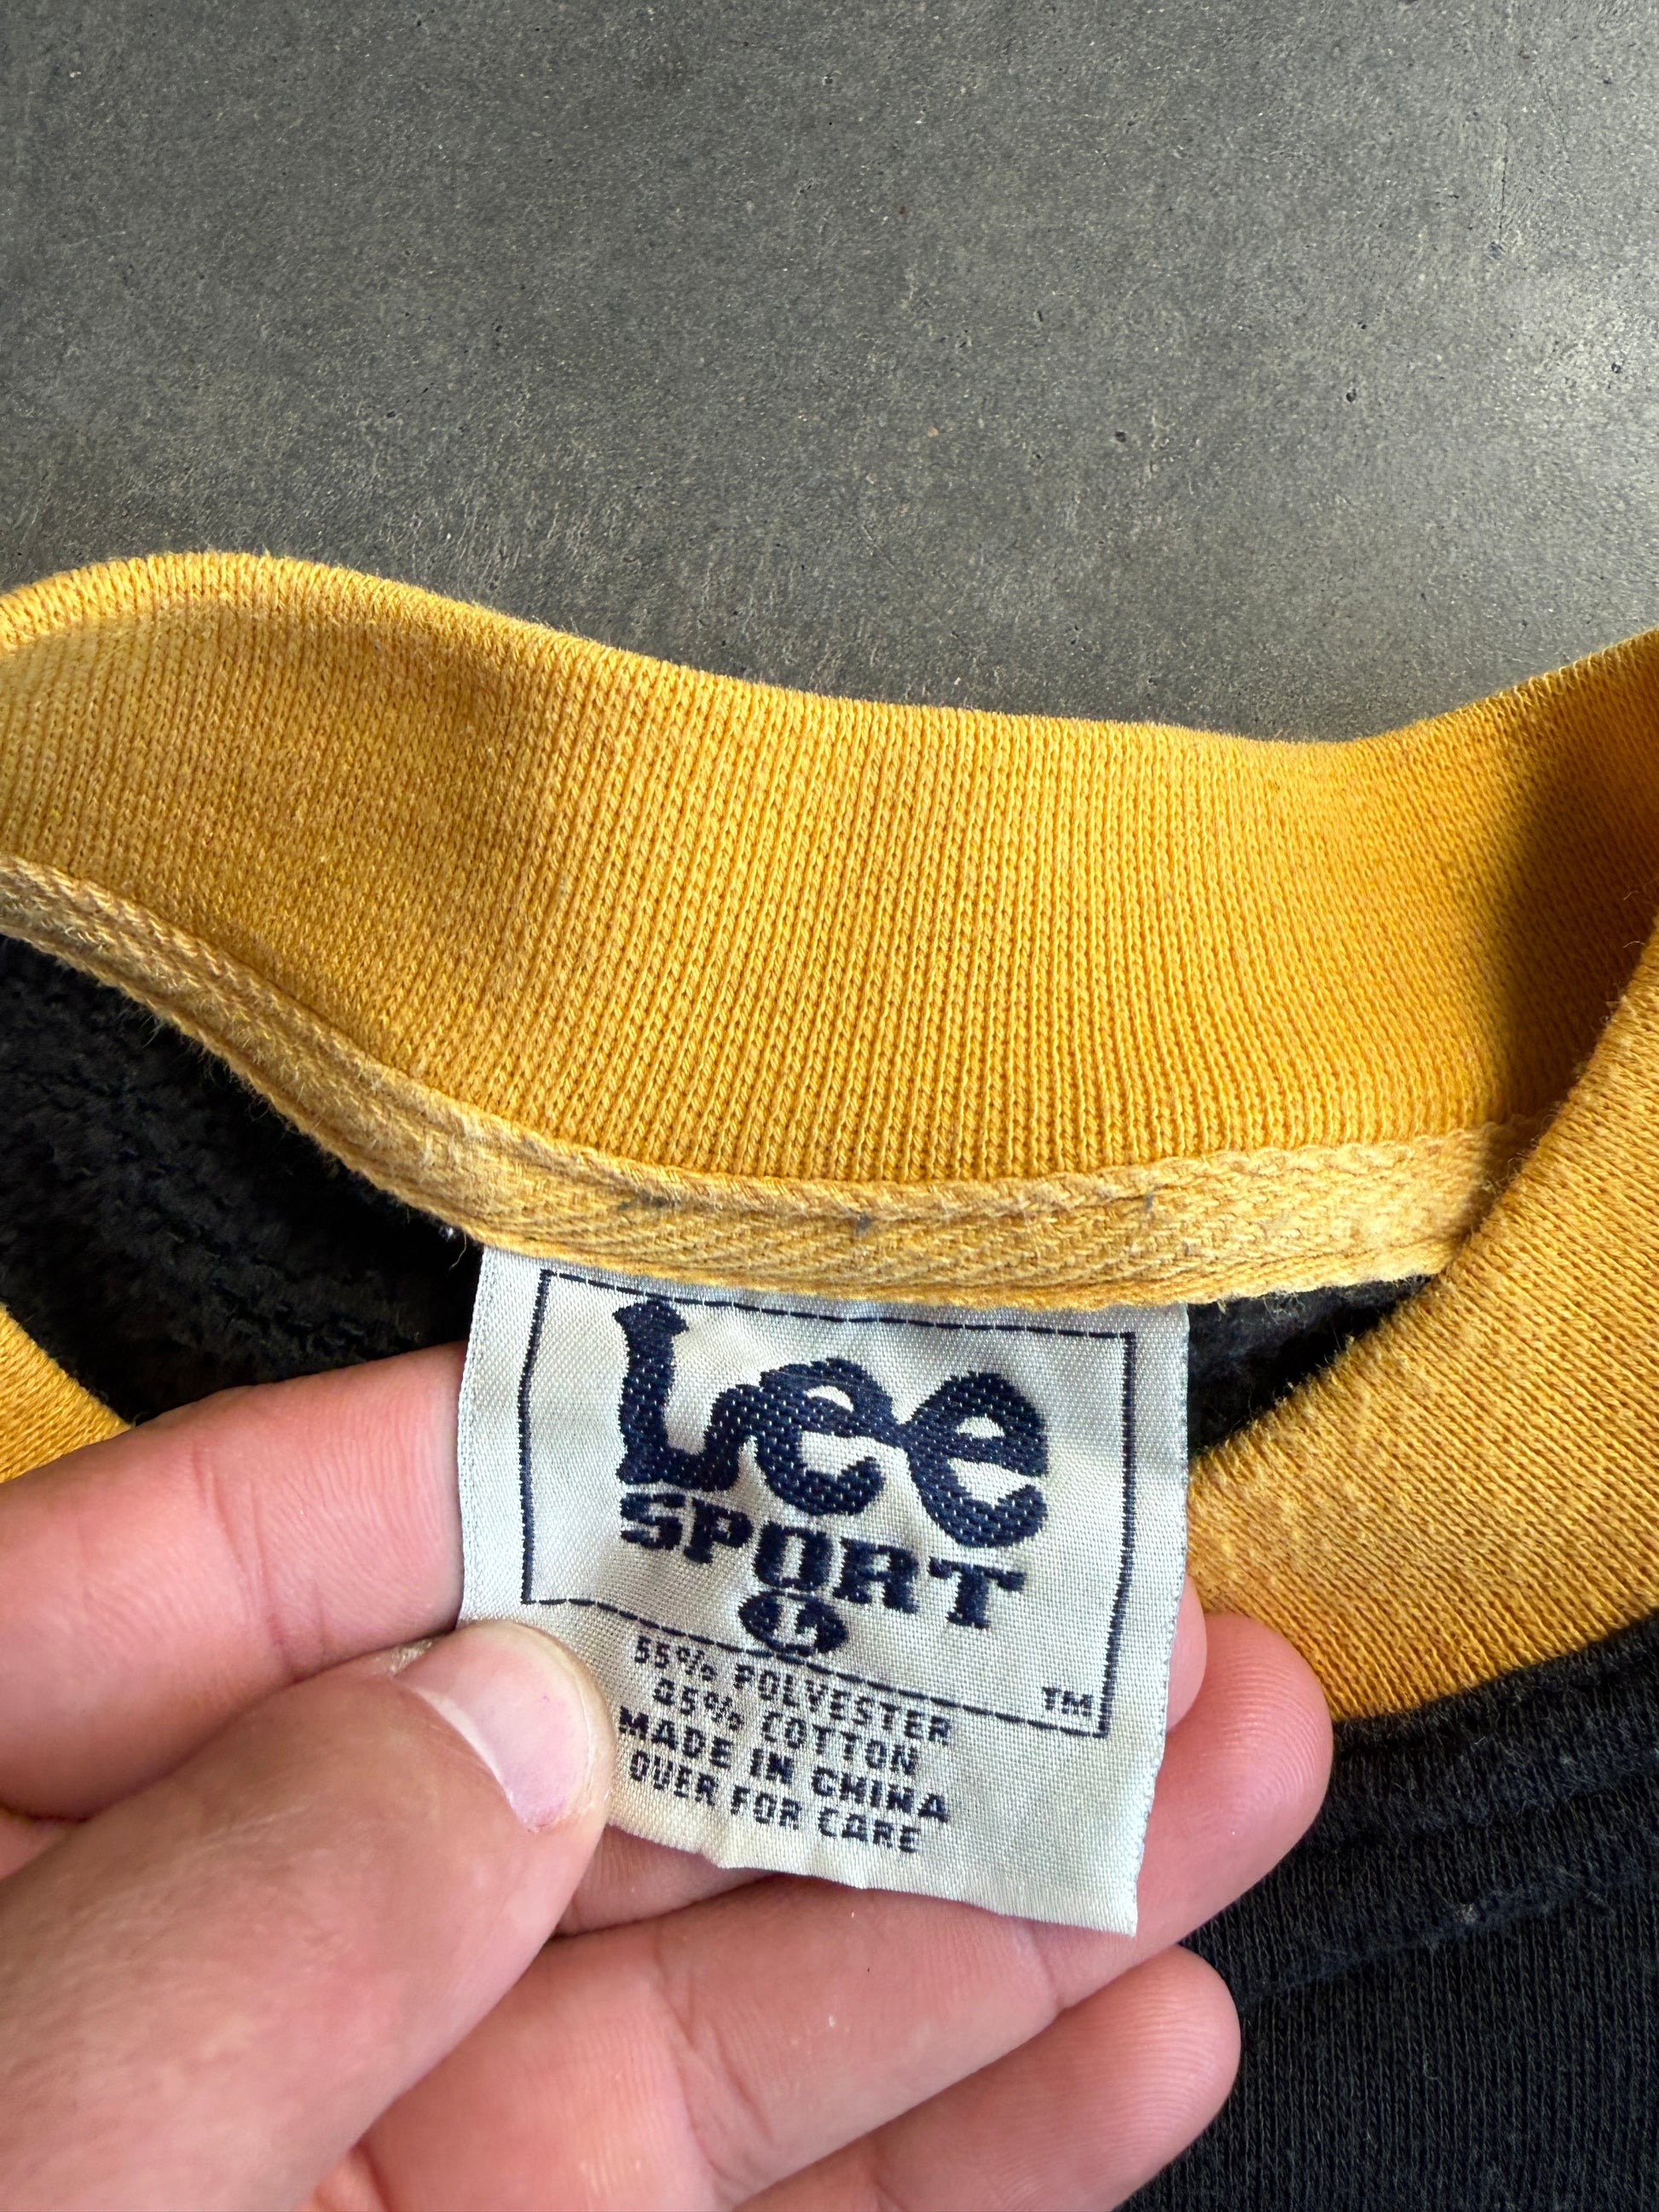 Lee
SPORT
L
55% POLYESTER
45% COTTON
MADE IN CHINA
OVER FOR CARE
TM